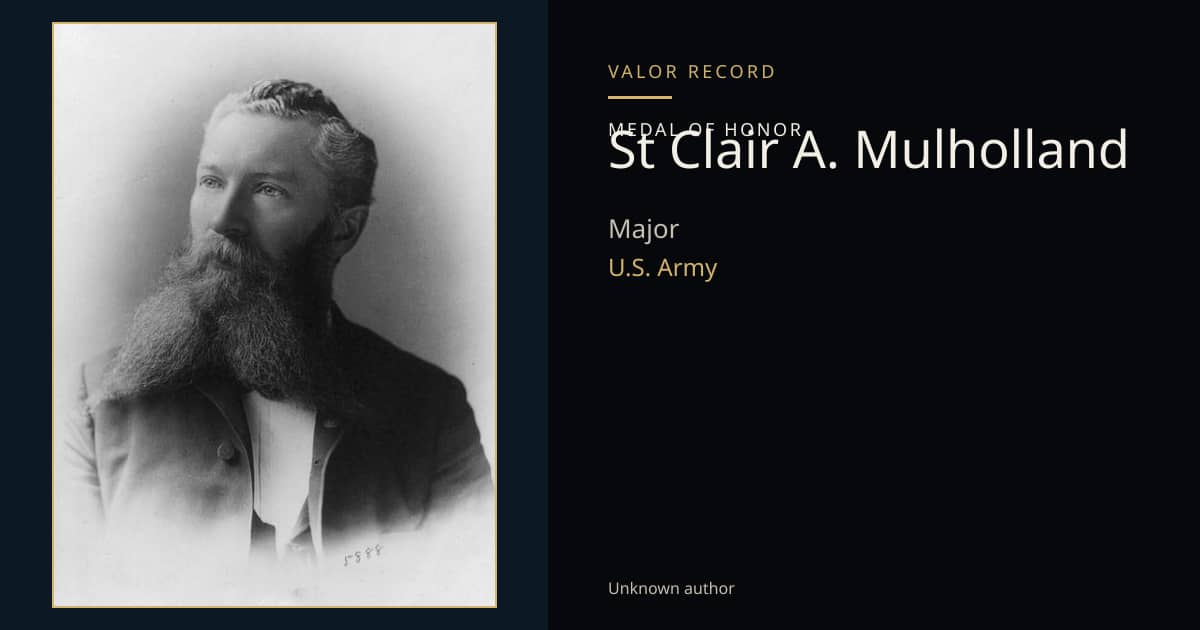 VALOR RECORD
MEDAL OF HONOR
St Clair A. Mulholland
Major
U.S. Army
5888
Unknown author